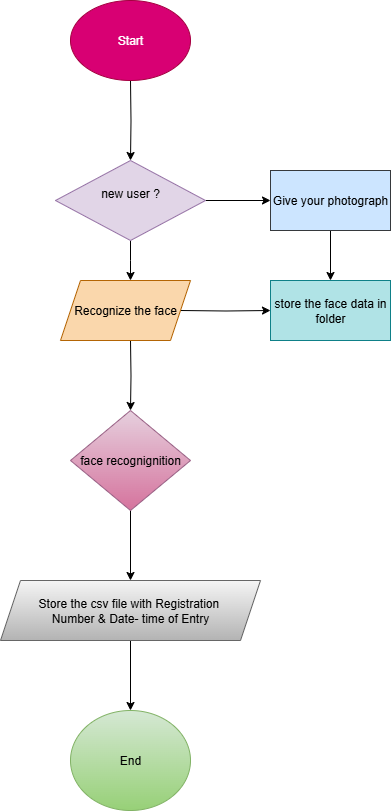 Start
new user ?
Give your photograph
Recognize the face
store the face data in
folder
face recognignition
Store the csv file with Registration
Number & Date- time of Entry
End